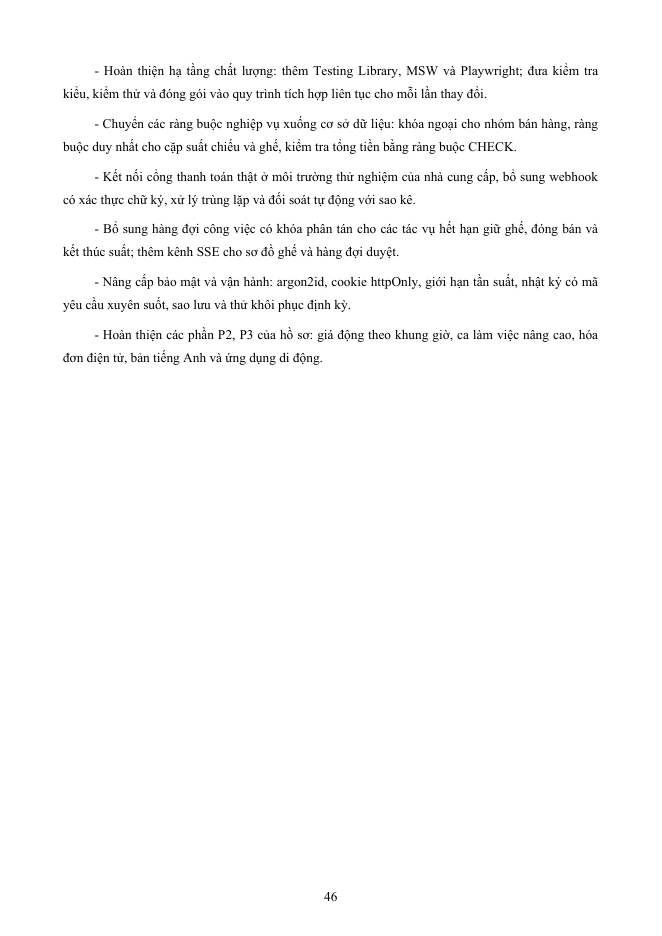 - Hoàn thiện hạ tầng chất lượng: thêm Testing Library, MSW và Playwright; đưa kiểm tra
kiểu, kiểm thử và đóng gói vào quy trình tích hợp liên tục cho mỗi lần thay đổi.
- Chuyển các ràng buộc nghiệp vụ xuống cơ sở dữ liệu: khóa ngoại cho nhóm bán hàng, ràng
buộc duy nhất cho cặp suất chiếu và ghế, kiểm tra tổng tiền bằng ràng buộc CHECK.
- Kết nối cổng thanh toán thật ở môi trường thử nghiệm của nhà cung cấp, bổ sung webhook
có xác thực chữ ký, xử lý trùng lặp và đối soát tự động với sao kê.
- Bổ sung hàng đợi công việc có khóa phân tán cho các tác vụ hết hạn giữ ghế, đóng bán và
kết thúc suất; thêm kênh SSE cho sơ đồ ghế và hàng đợi duyệt.
- Nâng cấp bảo mật và vận hành: argon2id, cookie httpOnly, giới hạn tần suất, nhật ký có mã
yêu cầu xuyên suốt, sao lưu và thử khôi phục định kỳ.
- Hoàn thiện các phần P2, P3 của hồ sơ: giá động theo khung giờ, ca làm việc nâng cao, hóa
đơn điện tử, bản tiếng Anh và ứng dụng di động.
46